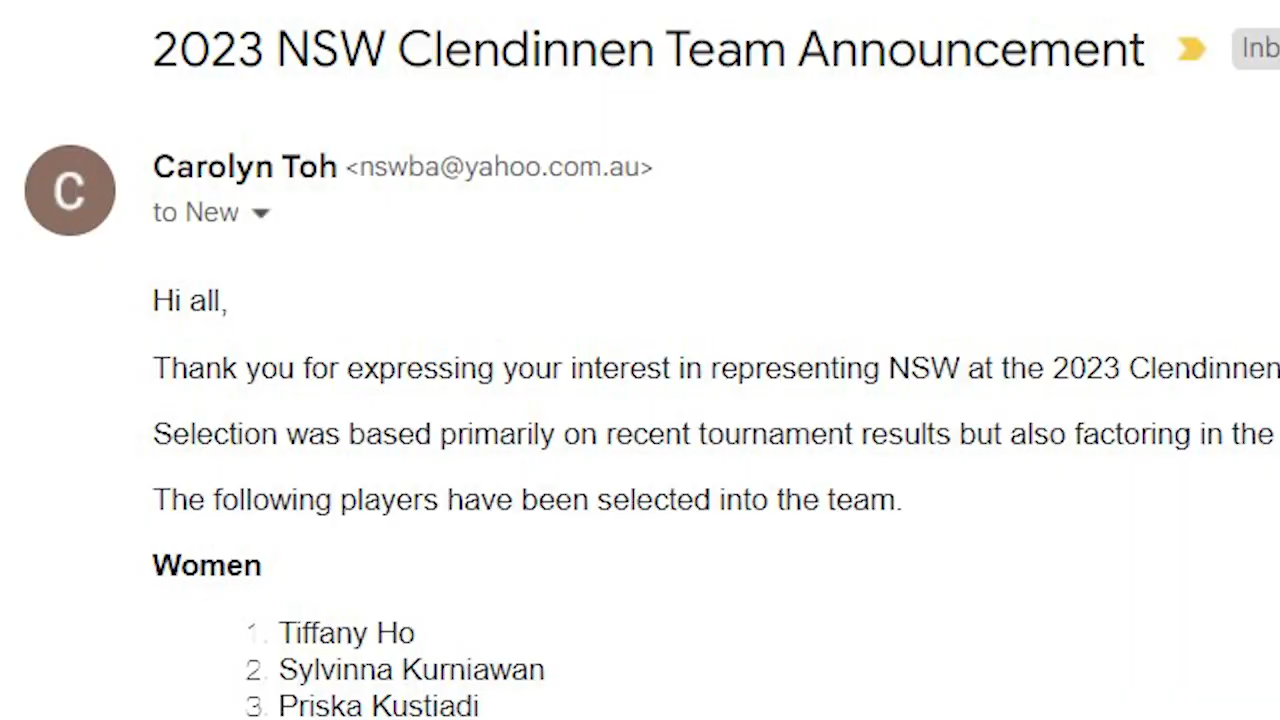 2023 NSW Clendinnen Team Announcement Inb
C
Carolyn Toh <nswba@yahoo.com.au>
to New
Hi all,
Thank you for expressing your interest in representing NSW at the 2023 Clendinnen
Selection was based primarily on recent tournament results but also factoring in the
The following players have been selected into the team.
Women
1. Tiffany Ho
2. Sylvinna Kurniawan
3. Priska Kustiadi